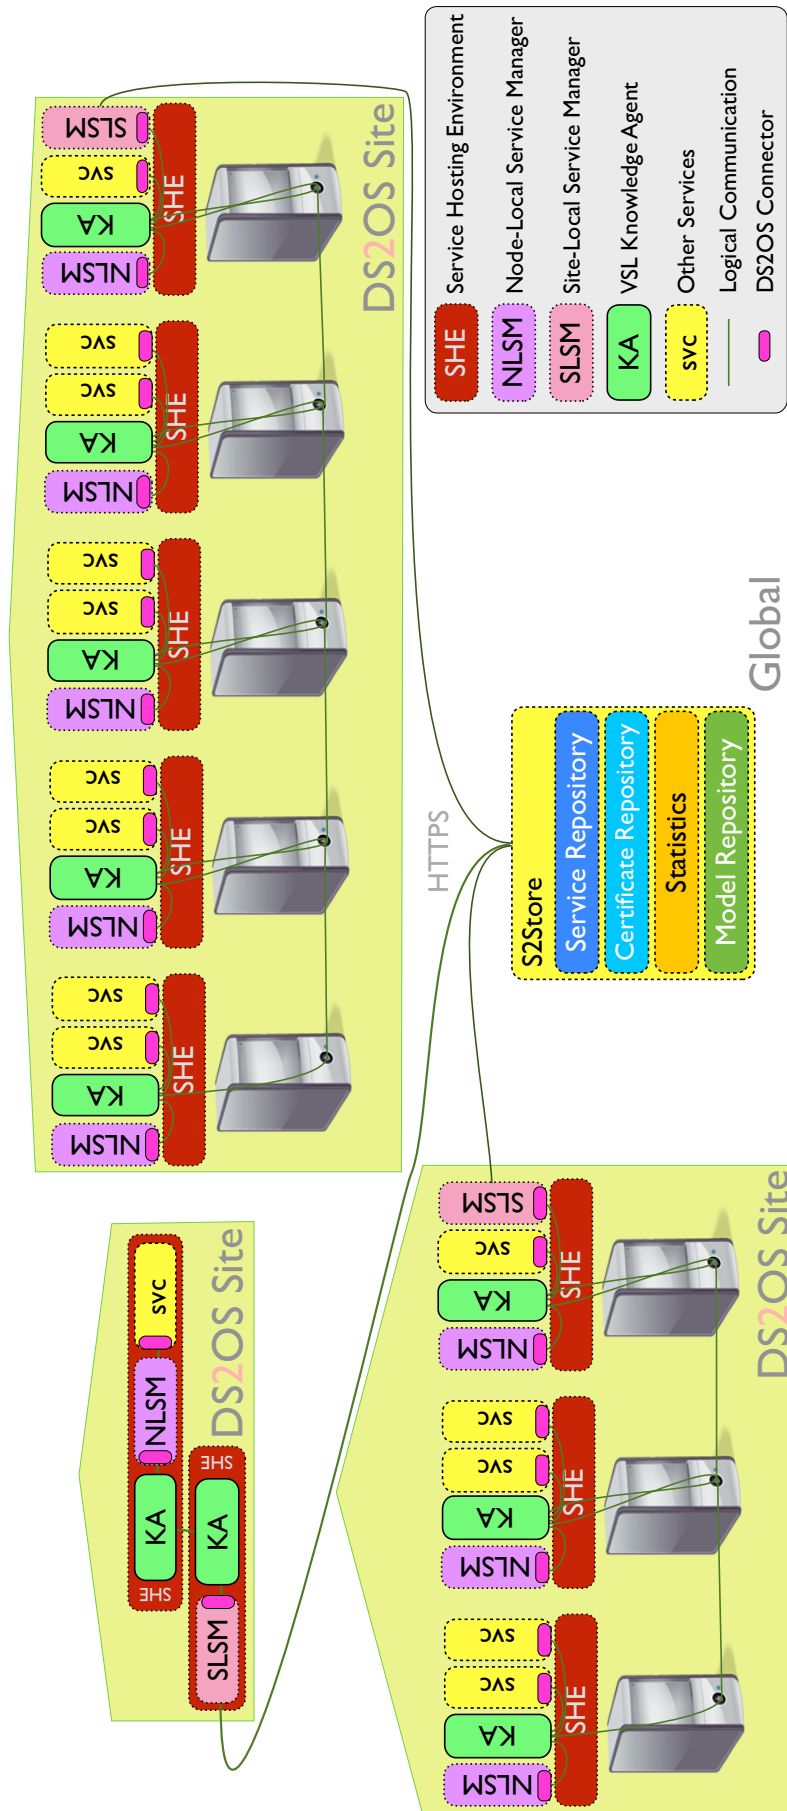 SHE KA NLSM svc
SLSM KA SHE
DS2OS Site
NLSM KA svc svc
SHE
NLSM KA svc svc
SHE
NLSM KA svc svc
SHE
NLSM KA svc svc
SHE
NLSM KA svc SLSM
SHE
DS2OS Site
HTTPS
NLSM KA svc svc
SHE
NLSM KA svc svc
SHE
NLSM KA svc SLSM
SHE
DS2OS Site
S2Store
Service Repository
Certificate Repository
Statistics
Model Repository
Global
SHE Service Hosting Environment
NLSM Node-Local Service Manager
SLSM Site-Local Service Manager
KA VSL Knowledge Agent
svc Other Services
Logical Communication
DS2OS Connector